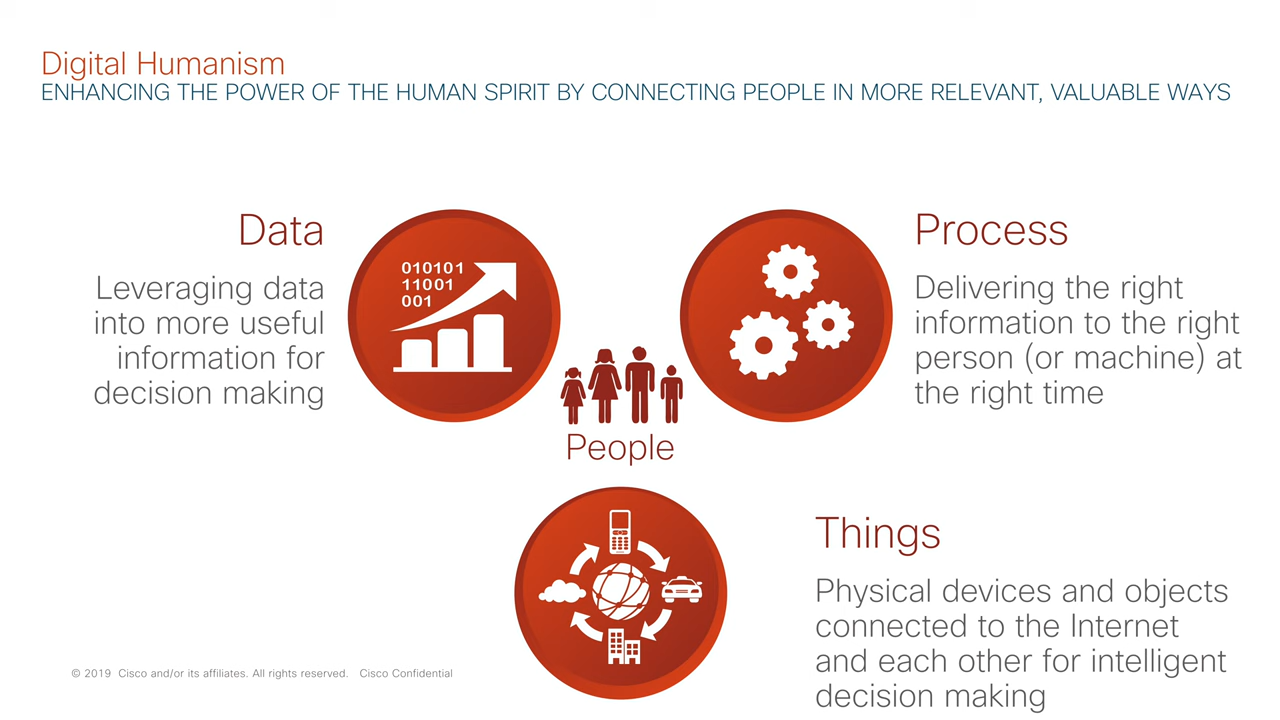 Digital Humanism
ENHANCING THE POWER OF THE HUMAN SPIRIT BY CONNECTING PEOPLE IN MORE RELEVANT, VALUABLE WAYS
Data
Leveraging data
into more useful
information for
decision making
010101
11001
001
Process
Delivering the right
information to the right
person (or machine) at
the right time
People
Things
Physical devices and objects
connected to the Internet
and each other for intelligent
decision making
© 2019 Cisco and/or its affiliates. All rights reserved. Cisco Confidential